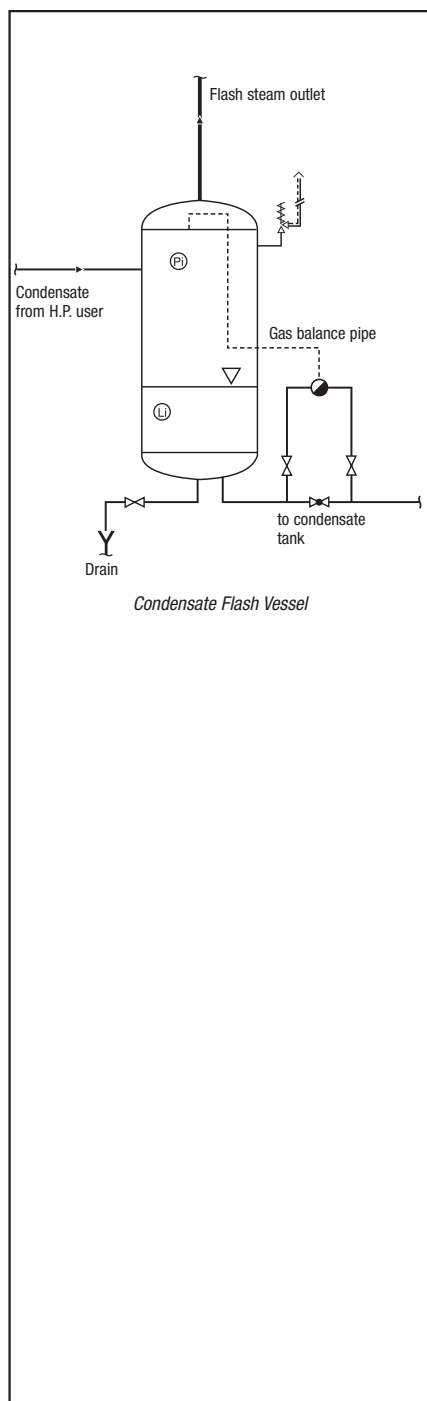 Flash steam outlet
Pi
Condensate
from H.P. user
Gas balance pipe
Li
to condensate
tank
Drain
Condensate Flash Vessel